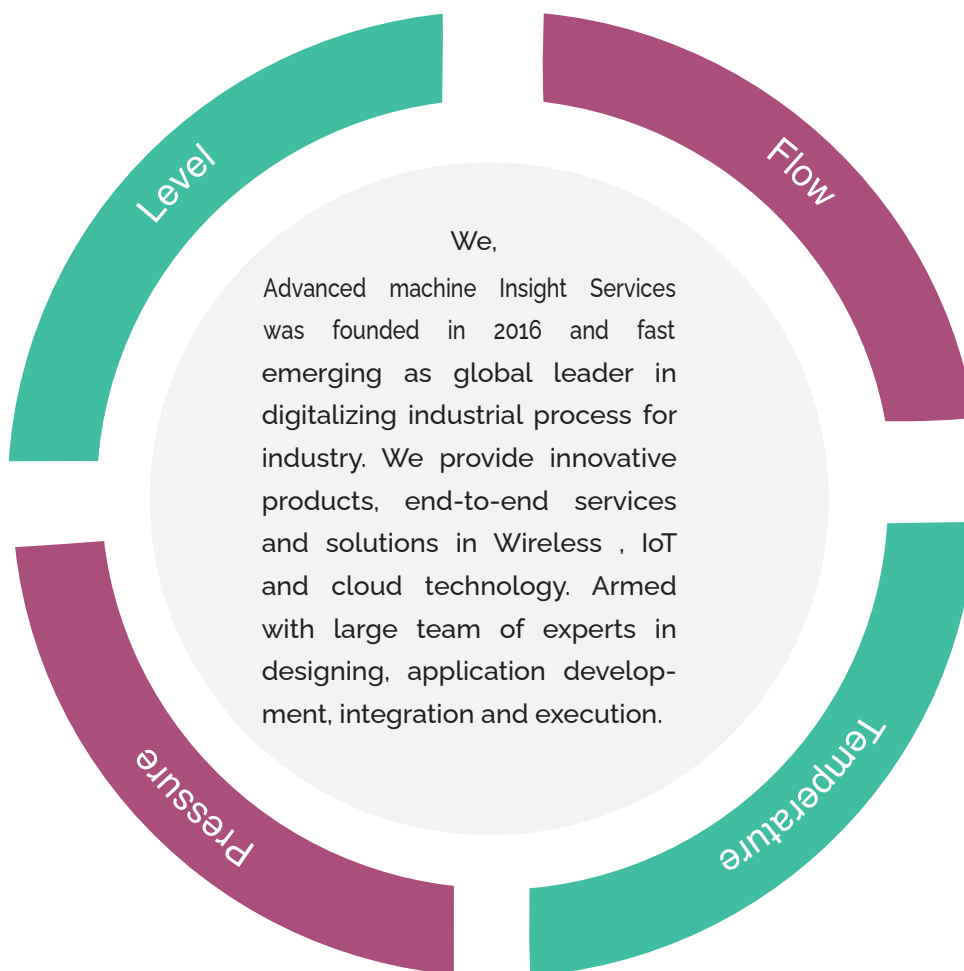 Level
Flow
We,
Advanced machine Insight Services
was founded in 2016 and fast
emerging as global leader in
digitalizing industrial process for
industry. We provide innovative
products, end-to-end services
and solutions in Wireless , IoT
and cloud technology. Armed
with large team of experts in
designing, application develop-
ment, integration and execution.
Pressure
Temperature